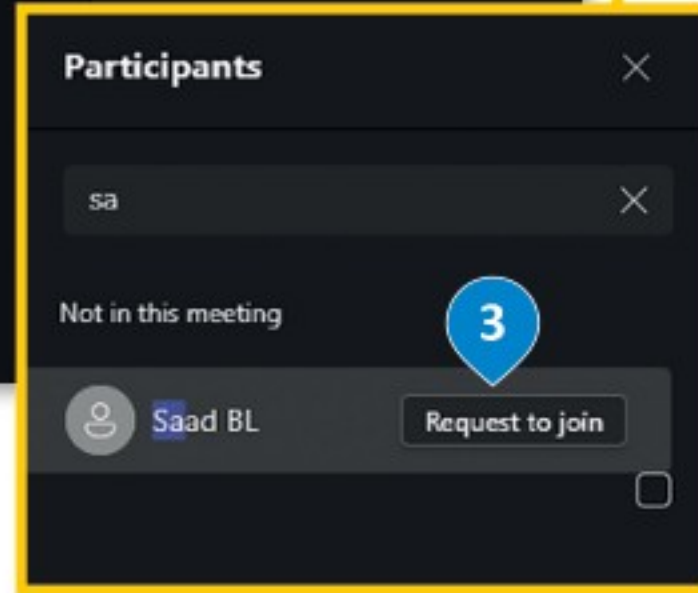 Participants
sa
Not in this meeting
3
Saad BL
Request to join